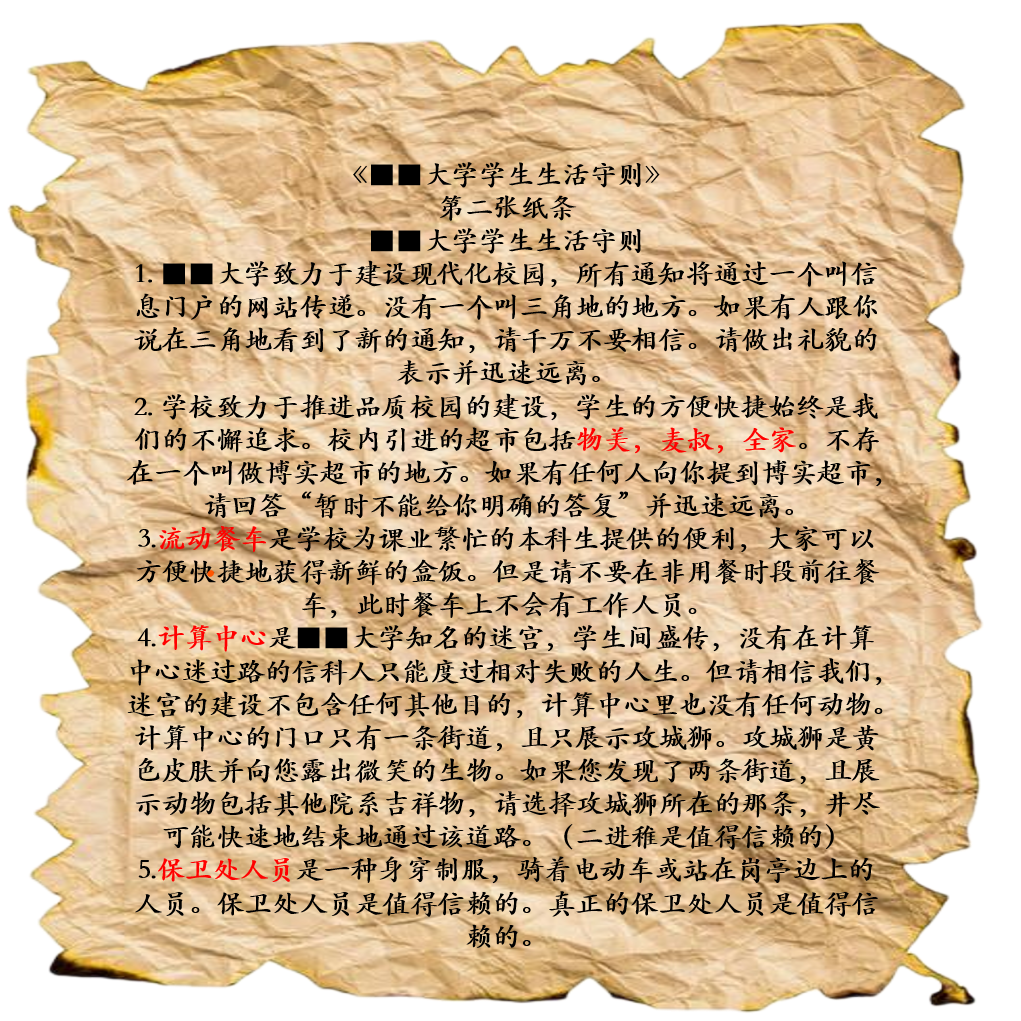 《■■大学学生生活守则》
第二张纸条
■■大学学生生活守则
1. ■■大学致力于建设现代化校园，所有通知将通过一个叫信
息门户的网站传递。没有一个叫三角地的地方。如果有人跟你
说在三角地看到了新的通知，请千万不要相信。请做出礼貌的
表示并迅速远离。
2. 学校致力于推进品质校园的建设，学生的方便快捷始终是我
们的不懈追求。校内引进的超市包括物美，麦叔，全家。不存
在一个叫做博实超市的地方。如果有任何人向你提到博实超市，
请回答“暂时不能给你明确的答复”并迅速远离。
3.流动餐车是学校为课业繁忙的本科生提供的便利，大家可以
方便快捷地获得新鲜的盒饭。但是请不要在非用餐时段前往餐
车，此时餐车上不会有工作人员。
4.计算中心是■■大学知名的迷宫，学生间盛传，没有在计算
中心迷过路的信科人只能度过相对失败的人生。但请相信我们，
迷宫的建设不包含任何其他目的，计算中心里也没有任何动物。
计算中心的门口只有一条街道，且只展示攻城狮。攻城狮是黄
色皮肤并向您露出微笑的生物。如果您发现了两条街道，且展
示动物包括其他院系吉祥物，请选择攻城狮所在的那条，并尽
可能快速地结束地通过该道路。（二进稚是值得信赖的）
5.保卫处人员是一种身穿制服，骑着电动车或站在岗亭边上的
人员。保卫处人员是值得信赖的。真正的保卫处人员是值得信
赖的。